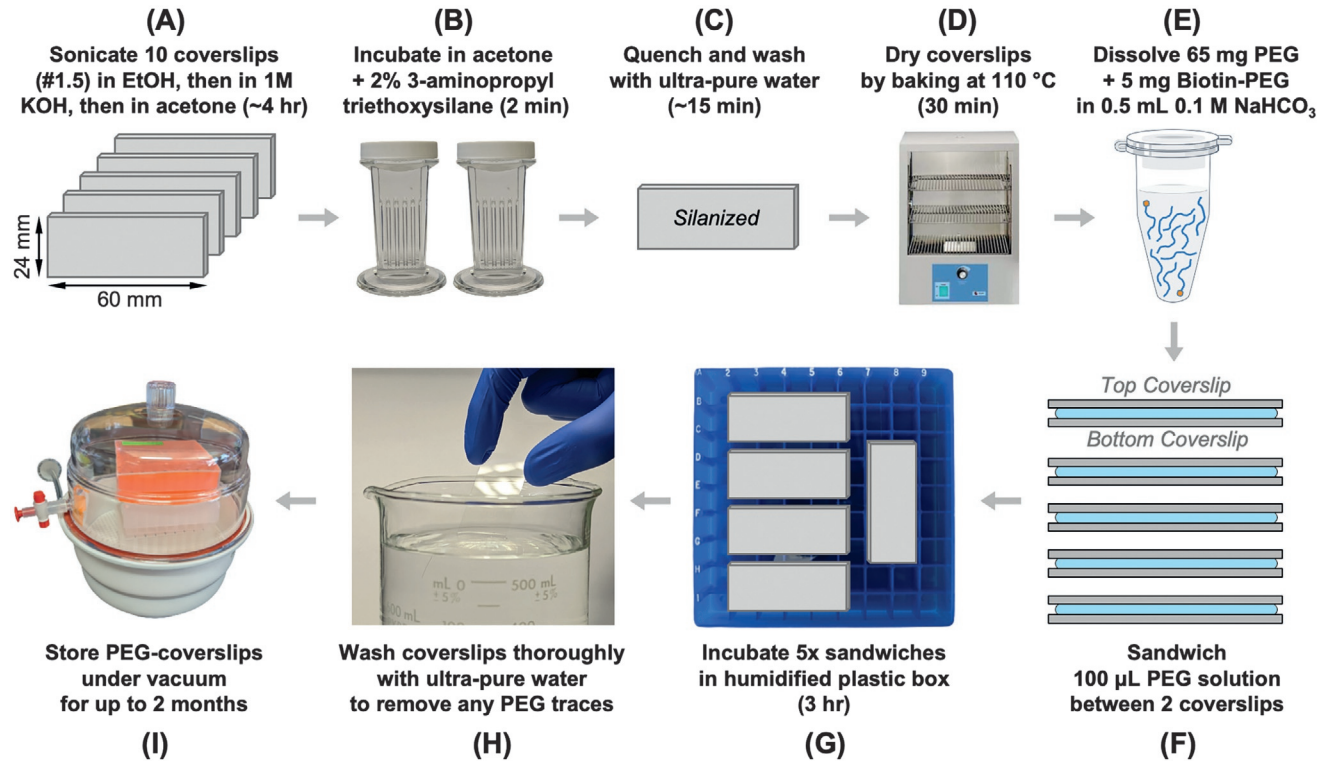 (A)
Sonicate 10 coverslips
(#1.5) in EtOH, then in 1M
KOH, then in acetone (~4 hr)
24 mm
60 mm
(B)
Incubate in acetone
+ 2% 3-aminopropyl
triethoxysilane (2 min)
(C)
Quench and wash
with ultra-pure water
(~15 min)
Silanized
(D)
Dry coverslips
by baking at 110 °C
(30 min)
(E)
Dissolve 65 mg PEG
+ 5 mg Biotin-PEG
in 0.5 mL 0.1 M NaHCO₃
Top Coverslip
Bottom Coverslip
Sandwich
100 µL PEG solution
between 2 coverslips
(F)
A 2 3 4 5 6 7 8 9
B
C
D
E
F
G
H
I
Incubate 5x sandwiches
in humidified plastic box
(3 hr)
(G)
mL 0 500 mL
±5% ±5%
00 mL
Wash coverslips thoroughly
with ultra-pure water
to remove any PEG traces
(H)
Store PEG-coverslips
under vacuum
for up to 2 months
(I)